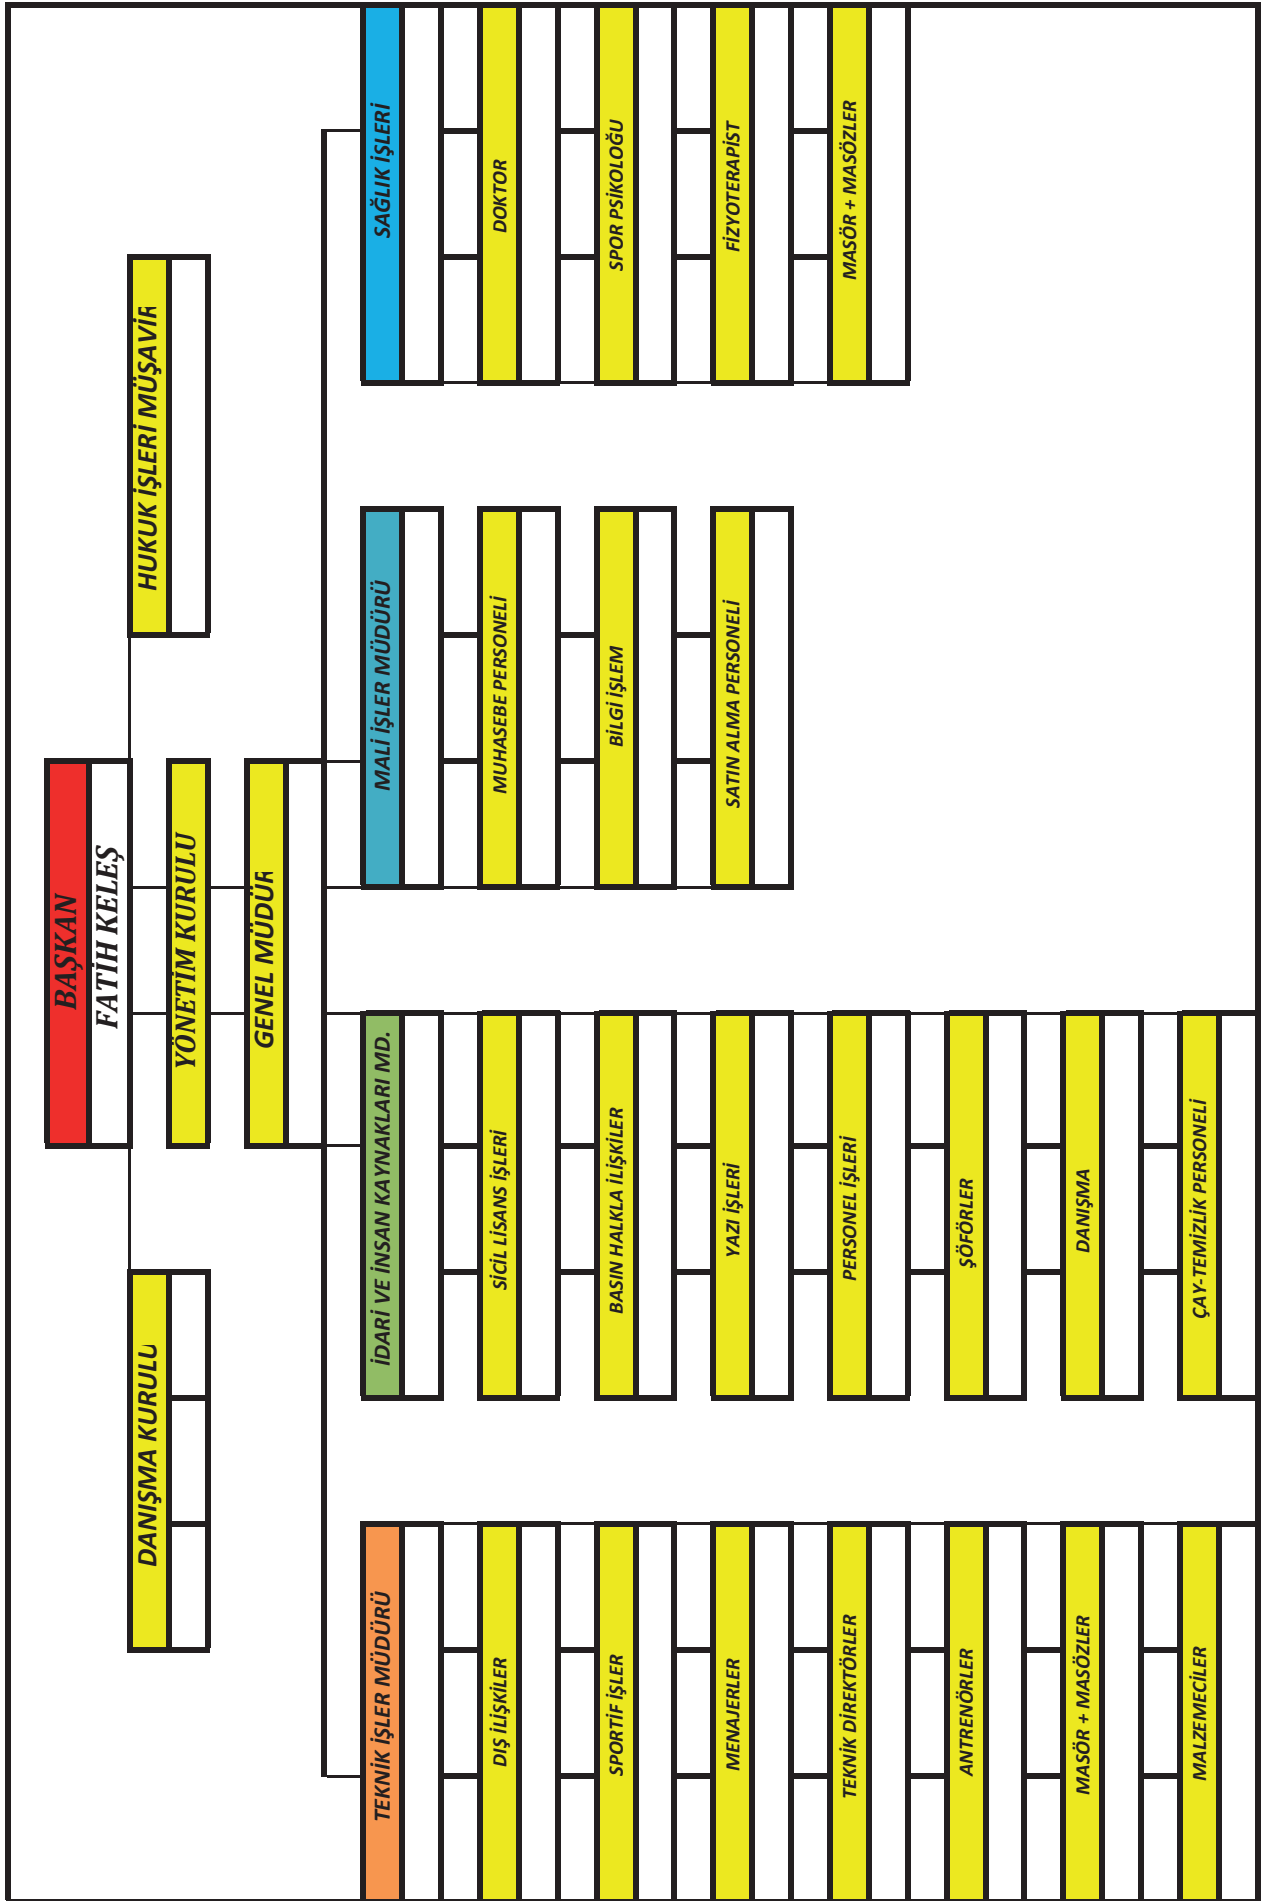 BAŞKAN
FATİH KELEŞ
DANIŞMA KURULU
HUKUK İŞLERİ MÜŞAVİR
YÖNETİM KURULU
GENEL MÜDÜR
TEKNİK İŞLER MÜDÜRÜ
İDARİ VE İNSAN KAYNAKLARI MD.
MALİ İŞLER MÜDÜRÜ
SAĞLIK İŞLERİ
DIŞ İLİŞKİLER
SİCİL LİSANS İŞLERİ
MUHASEBE PERSONELİ
DOKTOR
SPORTİF İŞLER
BASIN HALKLA İLİŞKİLER
BİLGİ İŞLEM
SPOR PSİKOLOĞU
MENAJERLER
YAZI İŞLERİ
SATIN ALMA PERSONELİ
FİZYOTERAPİST
TEKNİK DİREKTÖRLER
PERSONEL İŞLERİ
MASÖR + MASÖZLER
ANTRENÖRLER
ŞÖFÖRLER
MASÖR + MASÖZLER
DANIŞMA
MALZEMECİLER
ÇAY-TEMİZLİK PERSONELİ